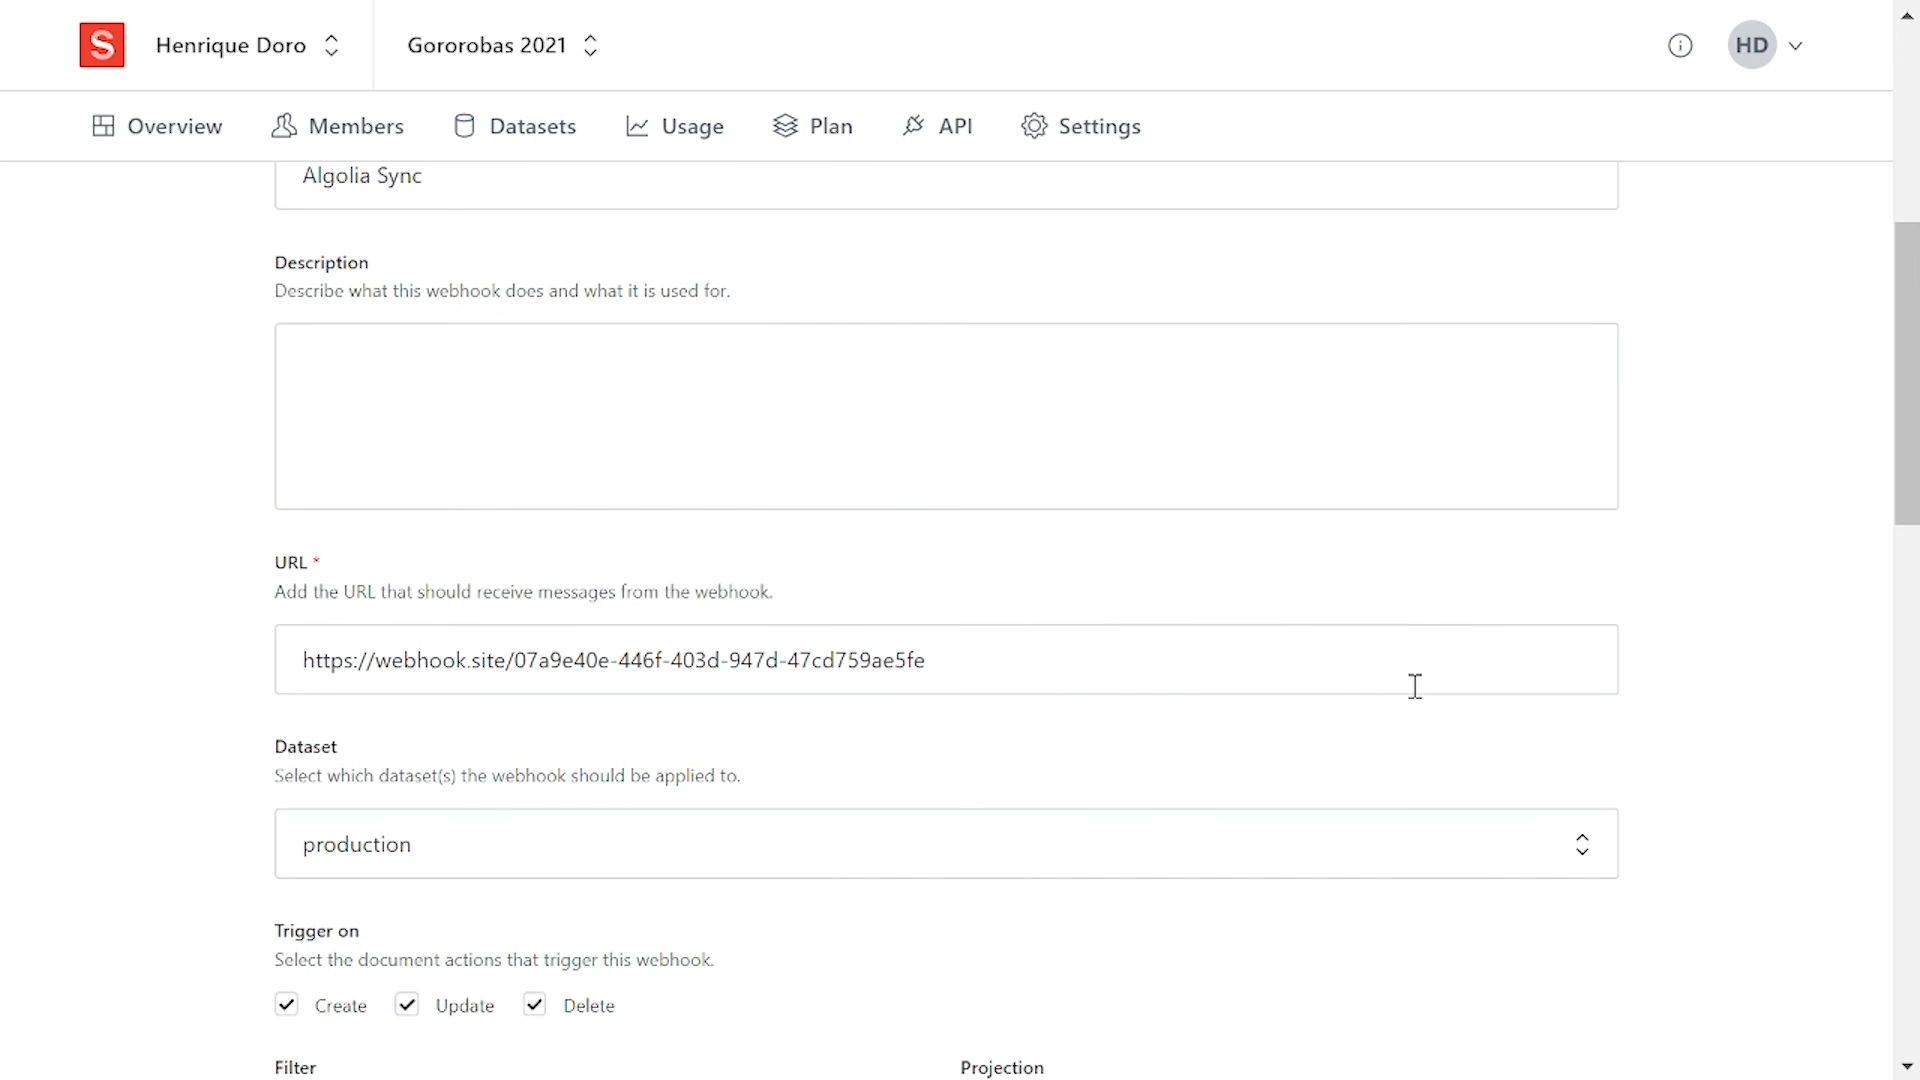 S Henrique Doro Gororobas 2021 HD
Overview Members Datasets Usage Plan API Settings
Algolia Sync
Description
Describe what this webhook does and what it is used for.
URL *
Add the URL that should receive messages from the webhook.
https://webhook.site/07a9e40e-446f-403d-947d-47cd759ae5fe
Dataset
Select which dataset(s) the webhook should be applied to.
production
Trigger on
Select the document actions that trigger this webhook.
Create Update Delete
Filter Projection